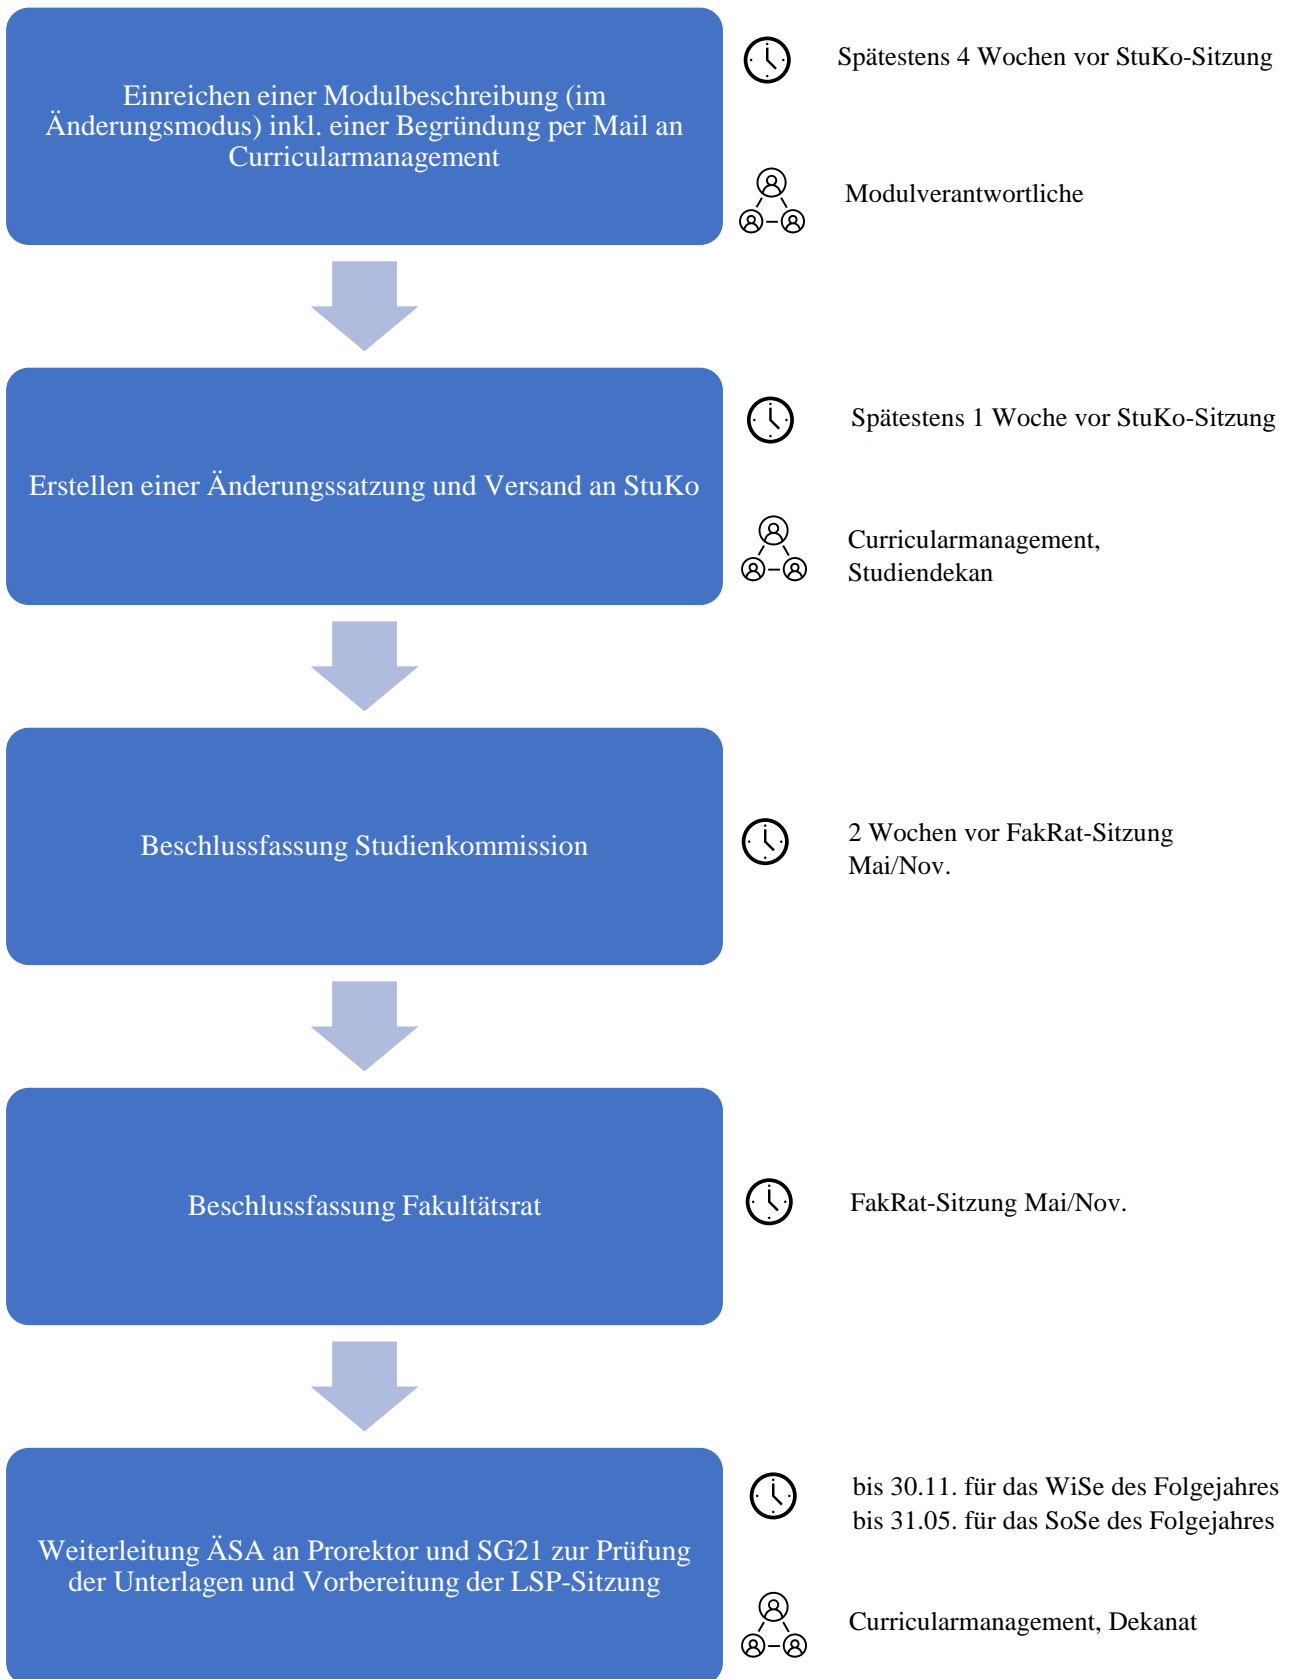 Einreichen einer Modulbeschreibung (im
Änderungsmodus) inkl. einer Begründung per Mail an
Curricularmanagement
Spätestens 4 Wochen vor StuKo-Sitzung
Modulverantwortliche
Erstellen einer Änderungssatzung und Versand an StuKo
Spätestens 1 Woche vor StuKo-Sitzung
Curricularmanagement,
Studiendekan
Beschlussfassung Studienkommission
2 Wochen vor FakRat-Sitzung
Mai/Nov.
Beschlussfassung Fakultätsrat
FakRat-Sitzung Mai/Nov.
Weiterleitung ÄSA an Prorektor und SG21 zur Prüfung
der Unterlagen und Vorbereitung der LSP-Sitzung
bis 30.11. für das WiSe des Folgejahres
bis 31.05. für das SoSe des Folgejahres
Curricularmanagement, Dekanat